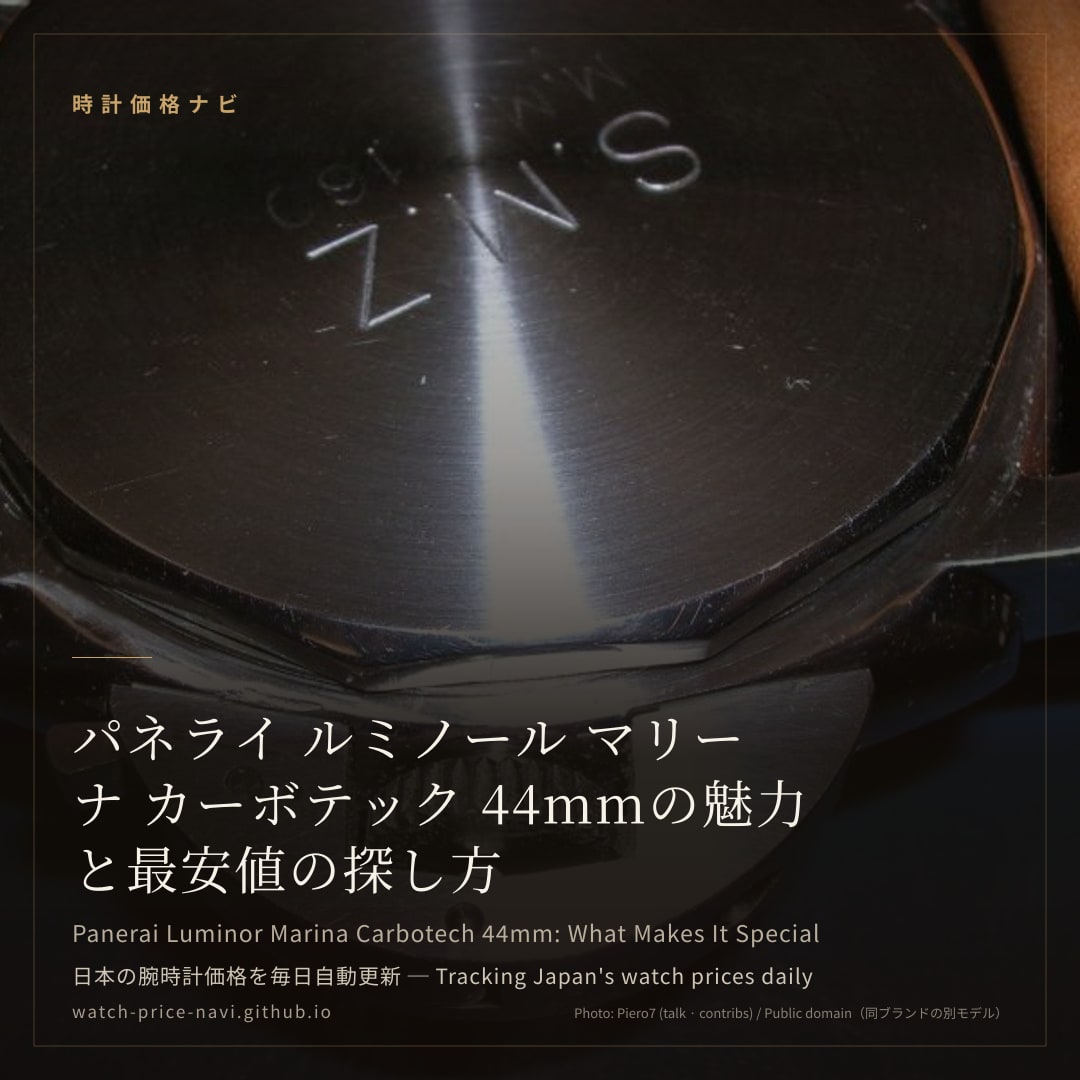 時計価格ナビ
S.M.Z
パネライ ルミノール マリー
ナ カーボテック 44mmの魅力
と最安値の探し方
Panerai Luminor Marina Carbotech 44mm: What Makes It Special
日本の腕時計価格を毎日自動更新 — Tracking Japan's watch prices daily
watch-price-navi.github.io
Photo: Piero7 (talk · contribs) / Public domain（同ブランドの別モデル）